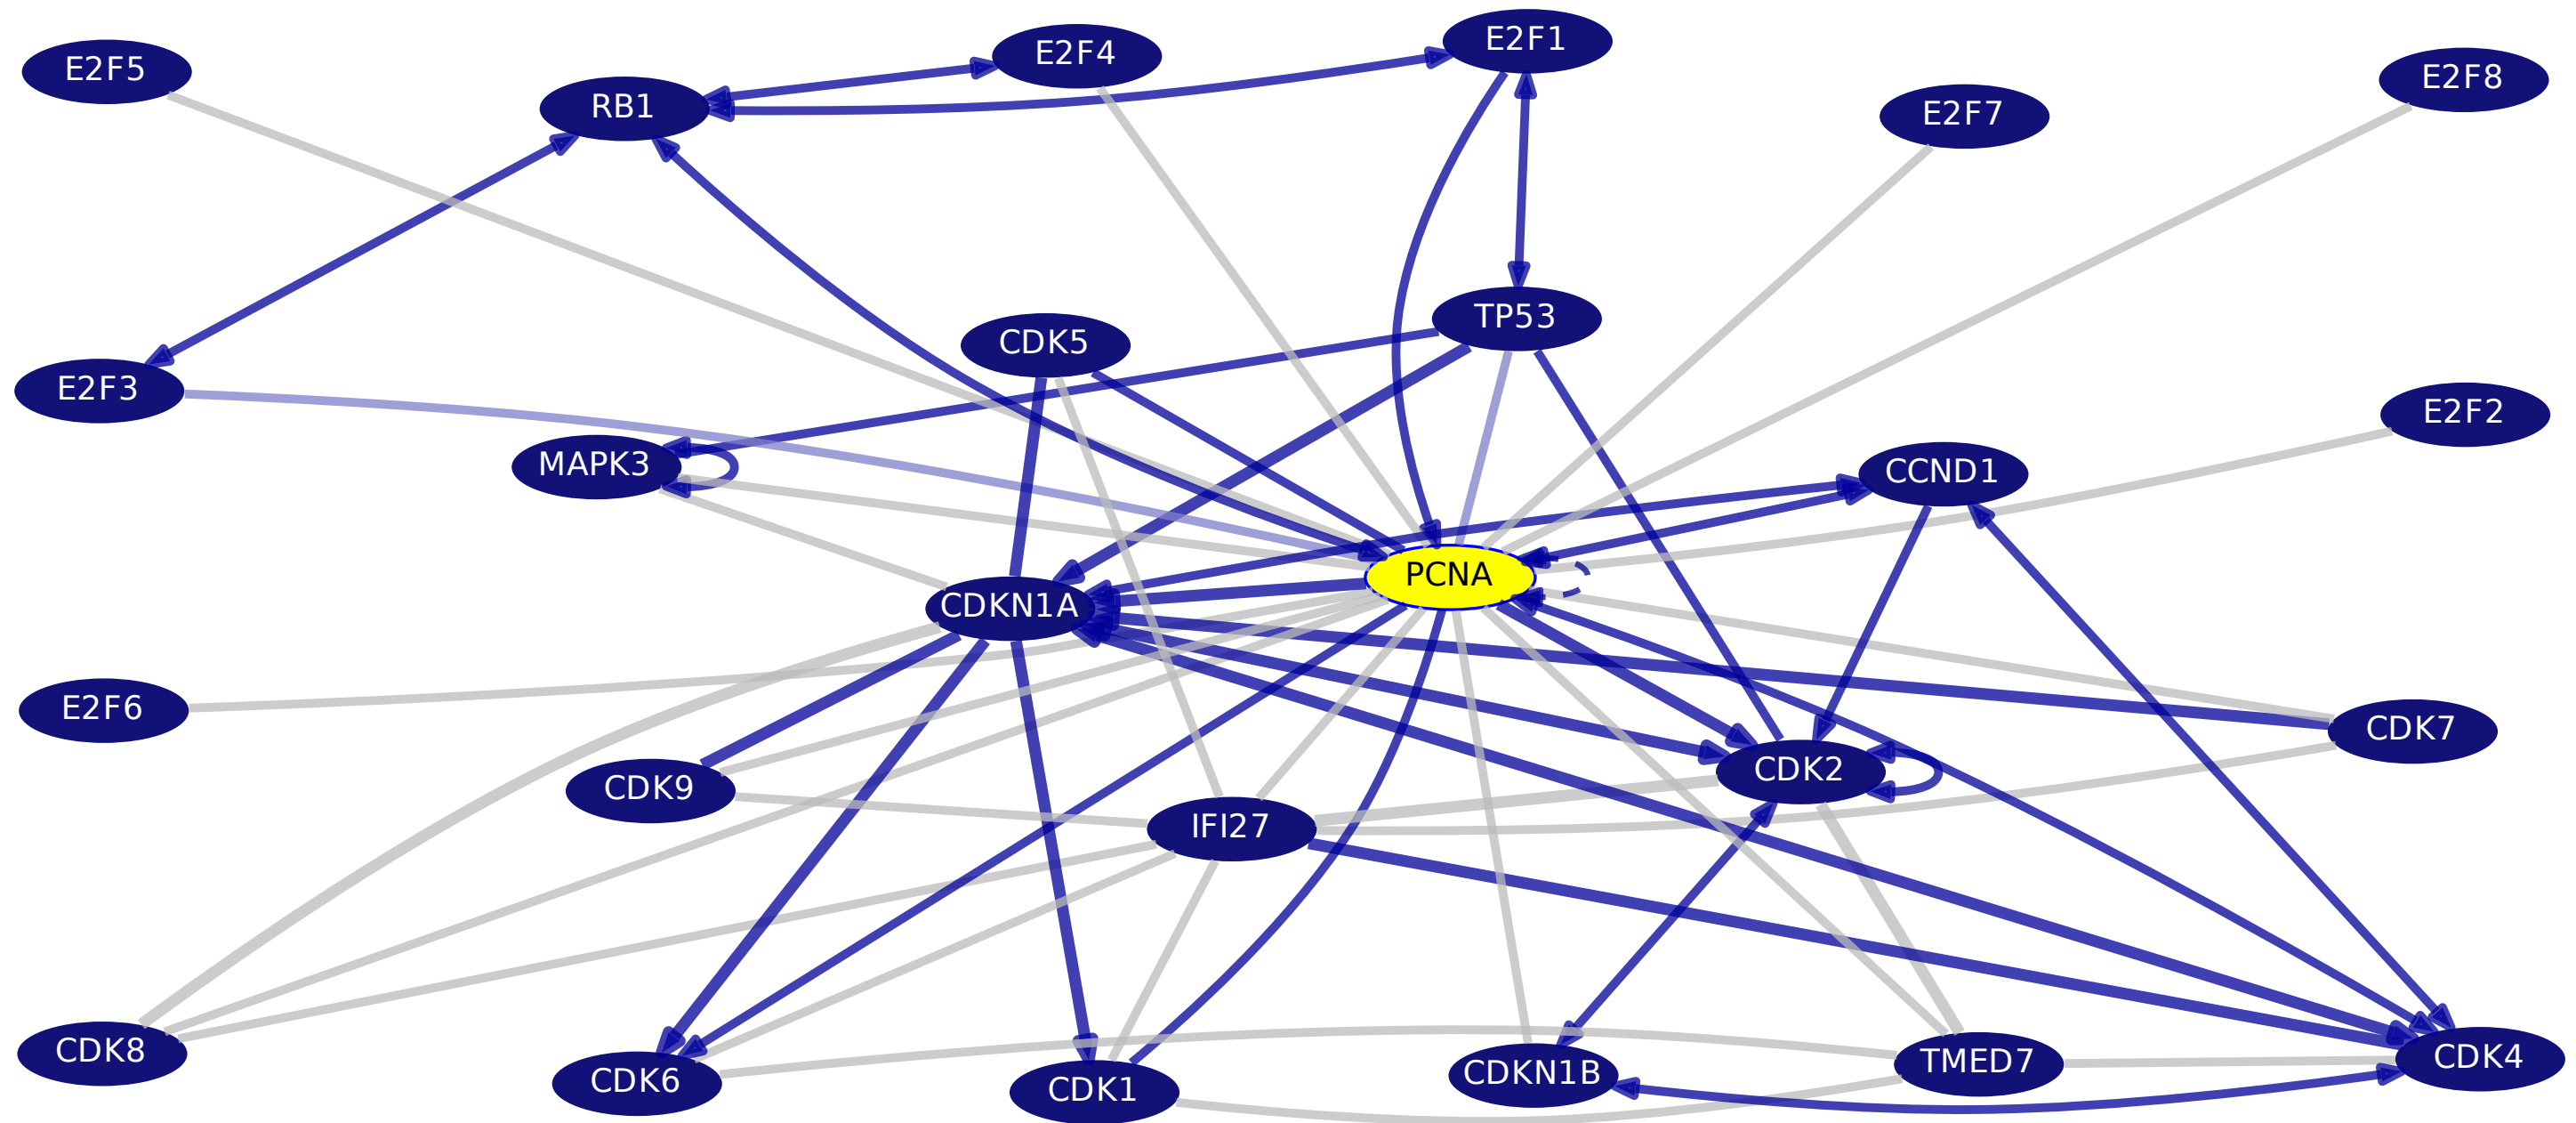 E2F1
E2F4
E2F5
E2F8
RB1
E2F7
TP53
CDK5
E2F3
E2F2
MAPK3
CCND1
PCNA
CDKN1A
E2F6
CDK7
CDK2
CDK9
IFI27
CDK8
CDK4
TMED7
CDKN1B
CDK6
CDK1